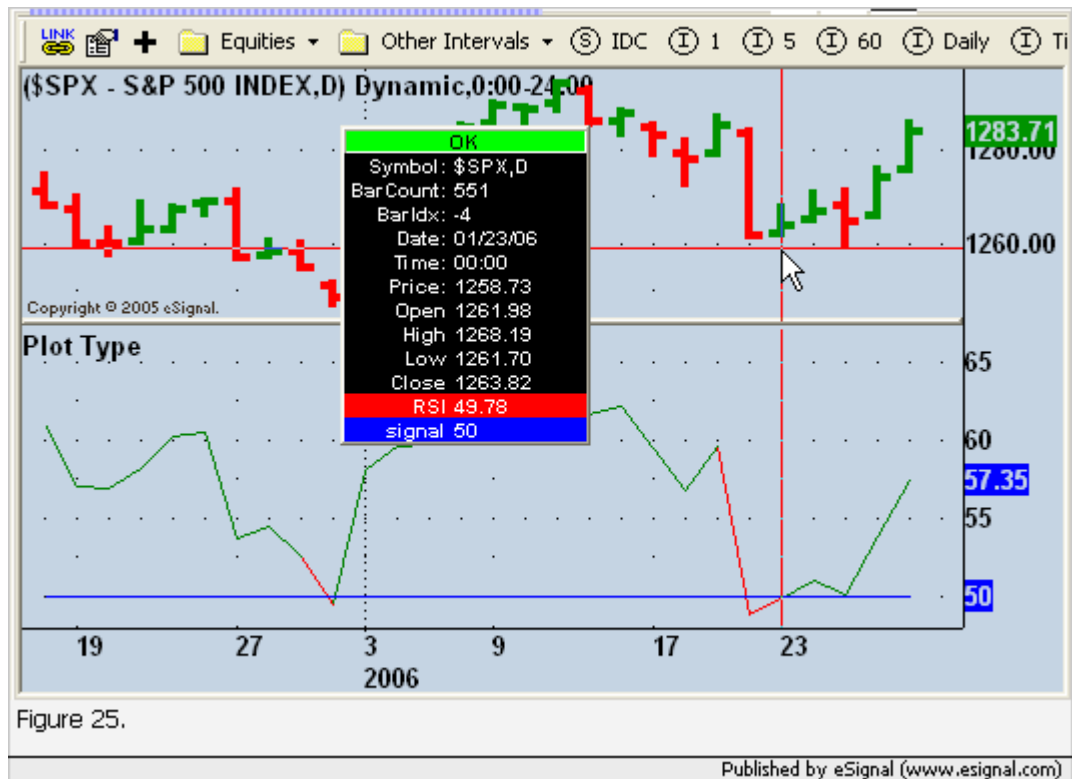 LINK Equities Other Intervals S IDC I 1 I 5 I 60 I Daily I Ti
($SPX - S&P 500 INDEX,D) Dynamic,0:00-24:00
1283.71
1280.00
1260.00
OK
Symbol: $SPX,D
BarCount: 551
BarIdx: -4
Date: 01/23/06
Time: 00:00
Price: 1258.73
Open 1261.98
High 1268.19
Low 1261.70
Close 1263.82
RSI 49.78
signal 50
Copyright © 2005 eSignal.
Plot Type
65
60
57.35
55
50
19 27 3 9 17 23
2006
Figure 25.
Published by eSignal (www.esignal.com)